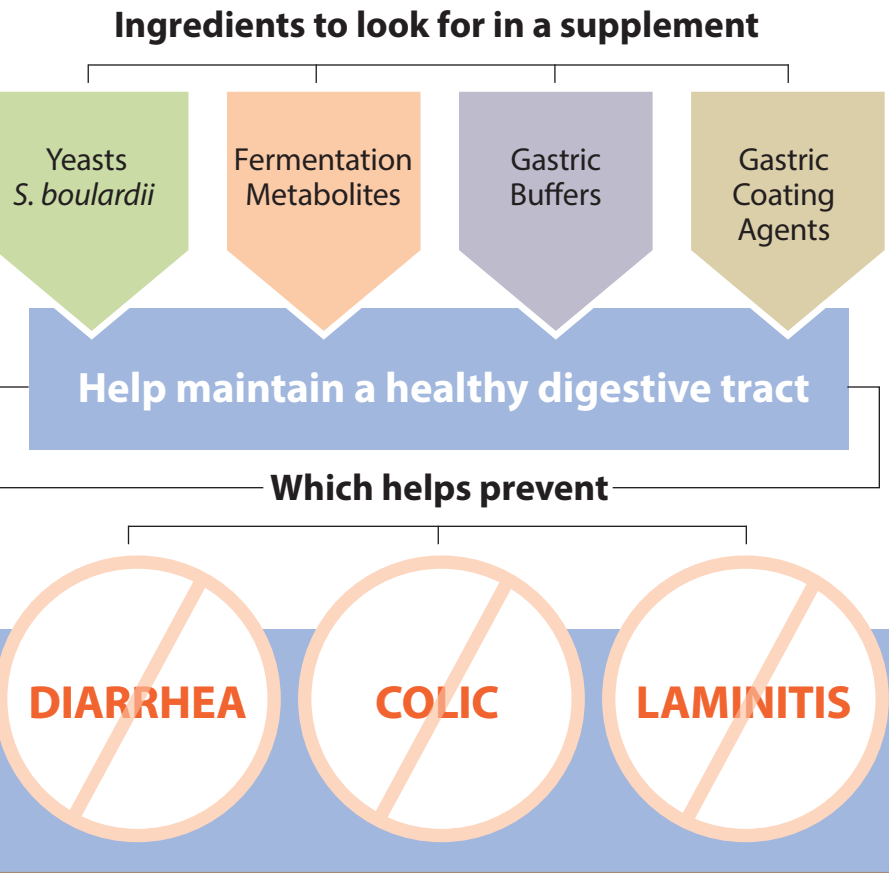 Ingredients to look for in a supplement
Yeasts
S. boulardii
Fermentation
Metabolites
Gastric
Buffers
Gastric
Coating
Agents
Help maintain a healthy digestive tract
Which helps prevent
DIARRHEA
COLIC
LAMINITIS